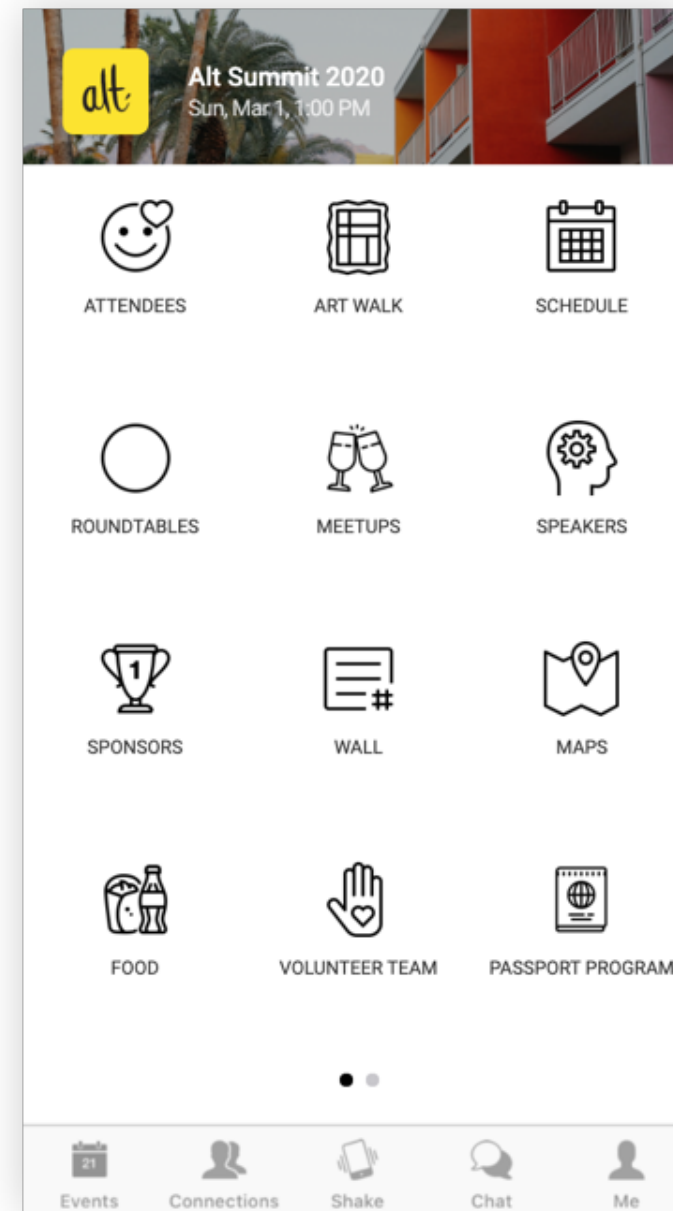 alt:
Alt Summit 2020
Sun, Mar 1, 1:00 PM
ATTENDEES
ART WALK
SCHEDULE
ROUNDTABLES
MEETUPS
SPEAKERS
1
SPONSORS
#
WALL
MAPS
FOOD
VOLUNTEER TEAM
PASSPORT PROGRAM
21
Events
Connections
Shake
Chat
Me